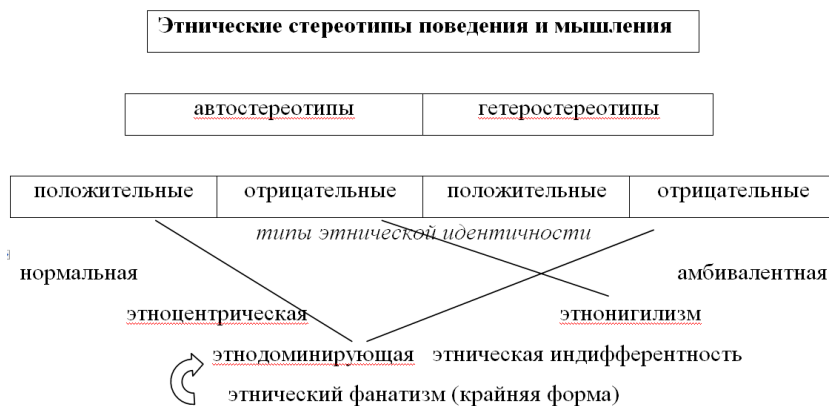 Этнические стереотипы поведения и мышления
автостереотипы гетеростереотипы
положительные отрицательные положительные отрицательные
типы этнической идентичности
нормальная амбивалентная
этноцентрическая этнонигилизм
этнодоминирующая этническая индифферентность
этнический фанатизм (крайняя форма)